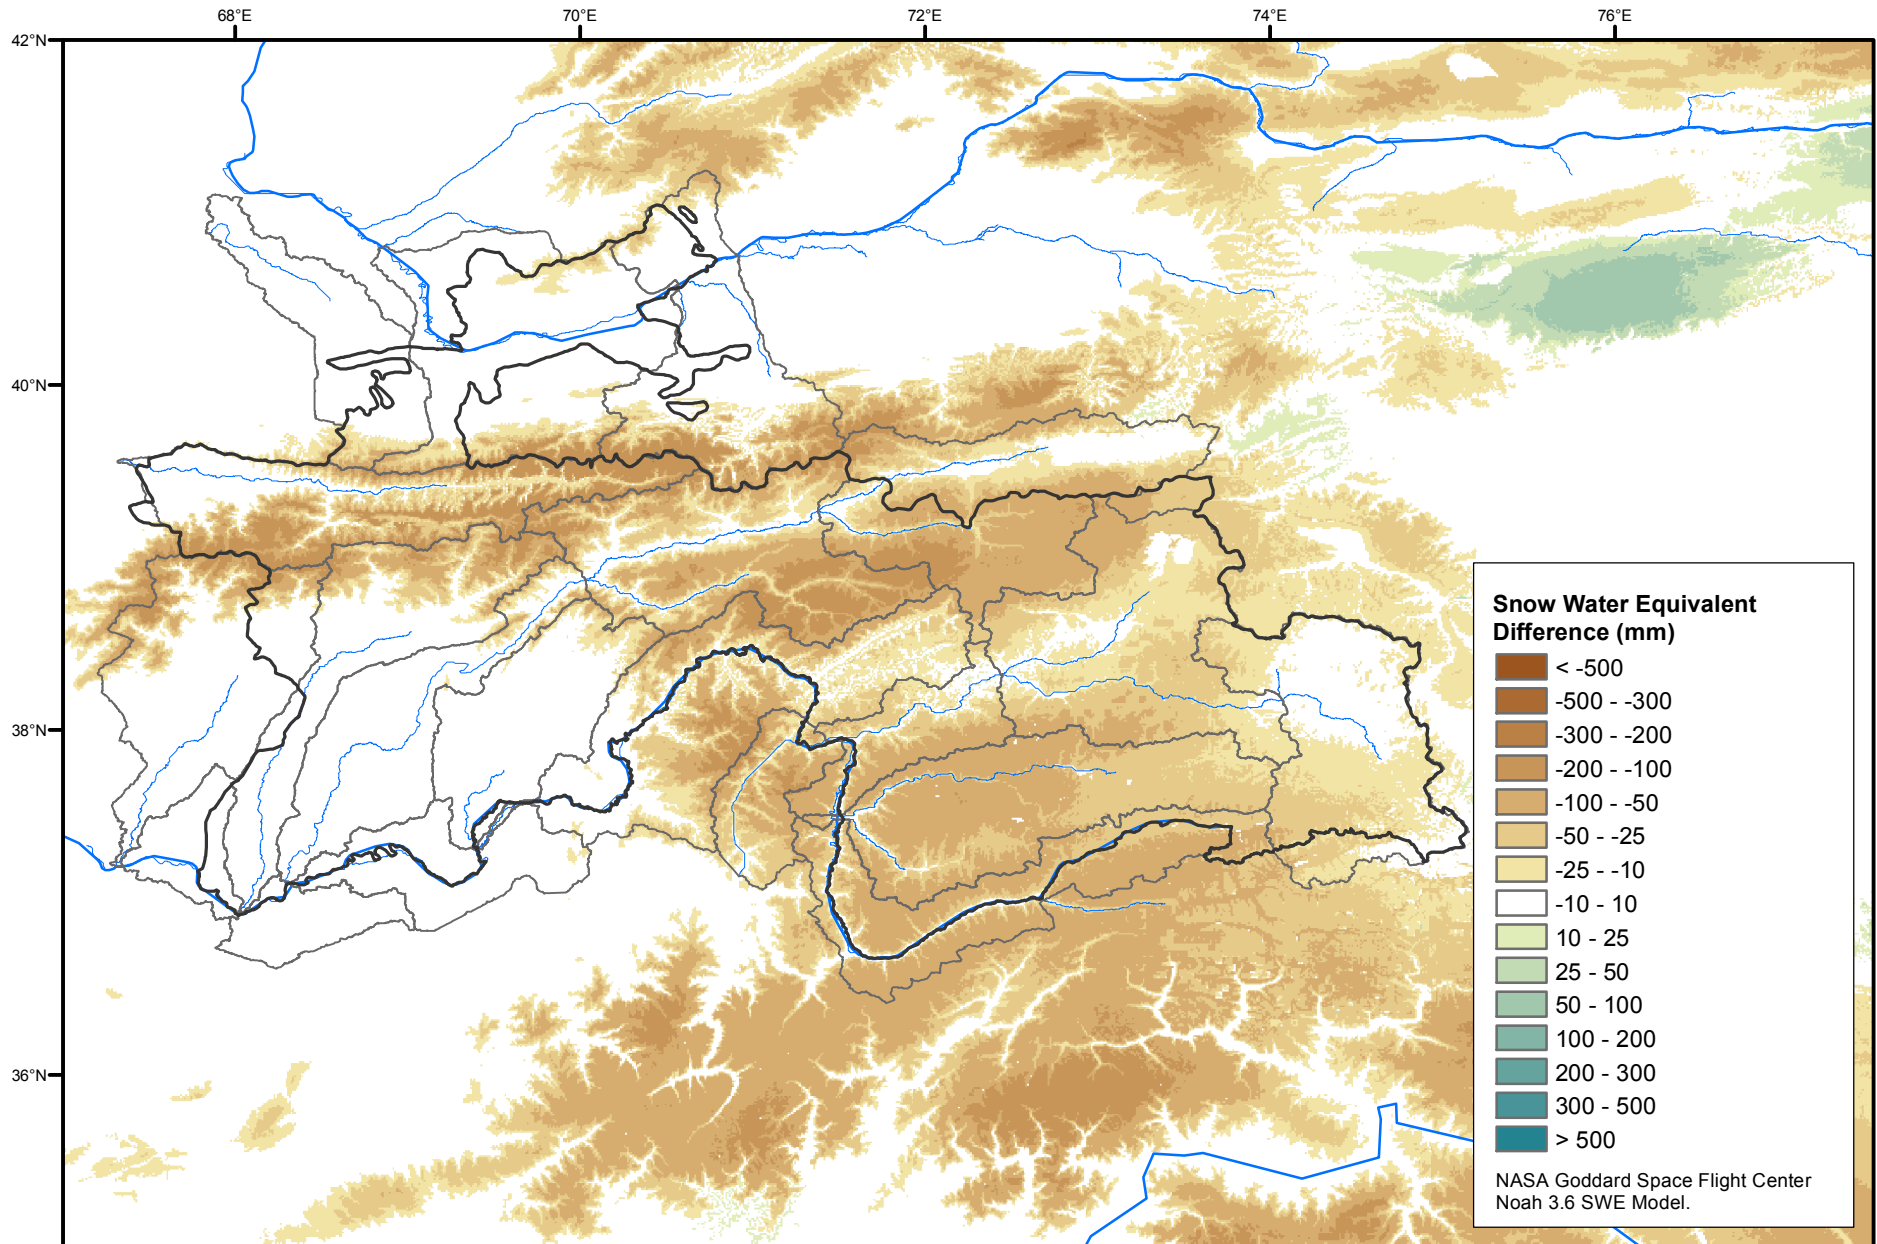 68°E 70°E 72°E 74°E 76°E
42°N
40°N
38°N
36°N
Snow Water Equivalent
Difference (mm)
< -500
-500 - -300
-300 - -200
-200 - -100
-100 - -50
-50 - -25
-25 - -10
-10 - 10
10 - 25
25 - 50
50 - 100
100 - 200
200 - 300
300 - 500
> 500
NASA Goddard Space Flight Center
Noah 3.6 SWE Model.